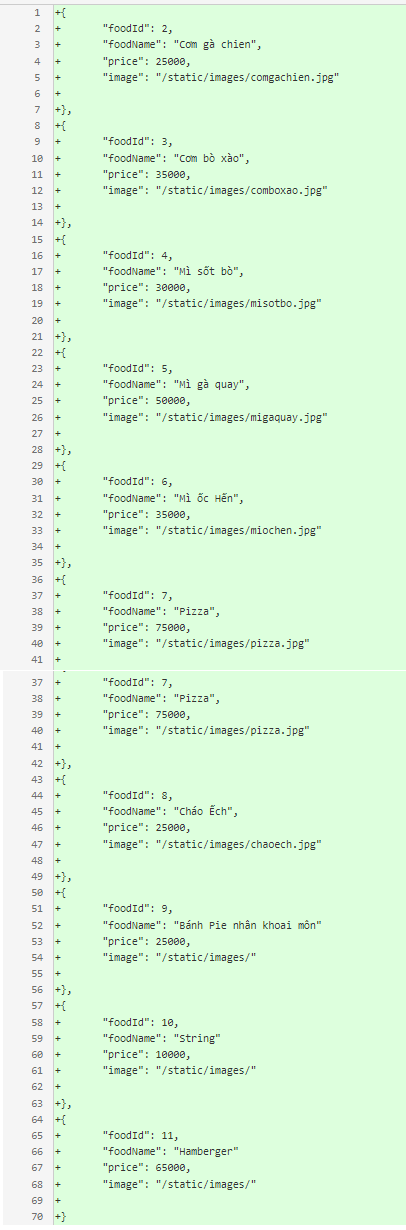 1 +{
2 + "foodId": 2,
3 + "foodName": "Cơm gà chien",
4 + "price": 25000,
5 + "image": "/static/images/comgachien.jpg"
6 +
7 +},
8 +{
9 + "foodId": 3,
10 + "foodName": "Cơm bò xào",
11 + "price": 35000,
12 + "image": "/static/images/comboxao.jpg"
13 +
14 +},
15 +{
16 + "foodId": 4,
17 + "foodName": "Mì sốt bò",
18 + "price": 30000,
19 + "image": "/static/images/misotbo.jpg"
20 +
21 +},
22 +{
23 + "foodId": 5,
24 + "foodName": "Mì gà quay",
25 + "price": 50000,
26 + "image": "/static/images/migaquay.jpg"
27 +
28 +},
29 +{
30 + "foodId": 6,
31 + "foodName": "Mì ốc Hến",
32 + "price": 35000,
33 + "image": "/static/images/miochen.jpg"
34 +
35 +},
36 +{
37 + "foodId": 7,
38 + "foodName": "Pizza",
39 + "price": 75000,
40 + "image": "/static/images/pizza.jpg"
41 +
37 + "foodId": 7,
38 + "foodName": "Pizza",
39 + "price": 75000,
40 + "image": "/static/images/pizza.jpg"
41 +
42 +},
43 +{
44 + "foodId": 8,
45 + "foodName": "Cháo Ếch",
46 + "price": 25000,
47 + "image": "/static/images/chaoech.jpg"
48 +
49 +},
50 +{
51 + "foodId": 9,
52 + "foodName": "Bánh Pie nhân khoai môn"
53 + "price": 25000,
54 + "image": "/static/images/"
55 +
56 +},
57 +{
58 + "foodId": 10,
59 + "foodName": "String"
60 + "price": 10000,
61 + "image": "/static/images/"
62 +
63 +},
64 +{
65 + "foodId": 11,
66 + "foodName": "Hamberger"
67 + "price": 65000,
68 + "image": "/static/images/"
69 +
70 +}